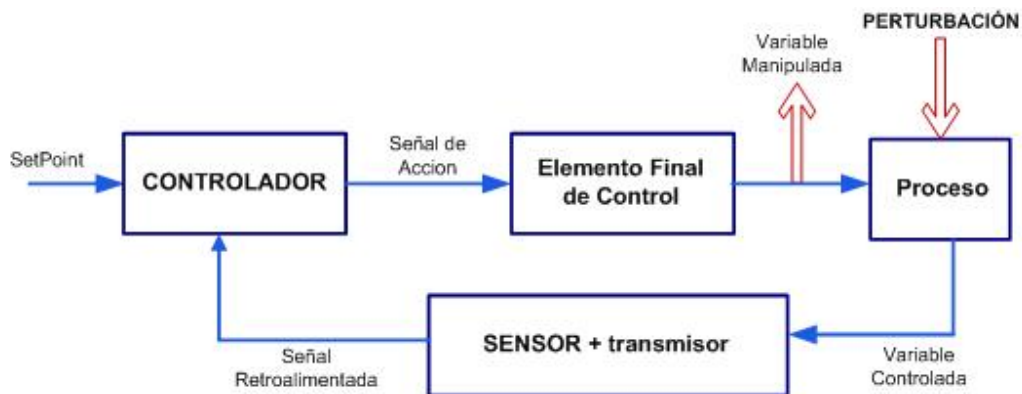 PERTURBACIÓN
Variable
Manipulada
SetPoint
CONTROLADOR
Señal de
Accion
Elemento Final
de Control
Proceso
SENSOR + transmisor
Señal
Retroalimentada
Variable
Controlada